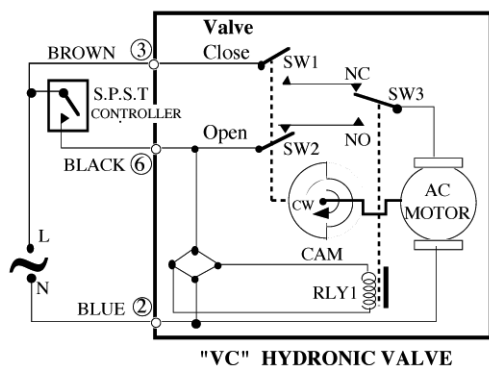 Valve
BROWN ③ Close
SW1
NC
S.P.S.T
CONTROLLER
SW3
Open
NO
BLACK ⑥
SW2
CW
AC
MOTOR
L
CAM
N
RLY1
BLUE ②
"VC" HYDRONIC VALVE